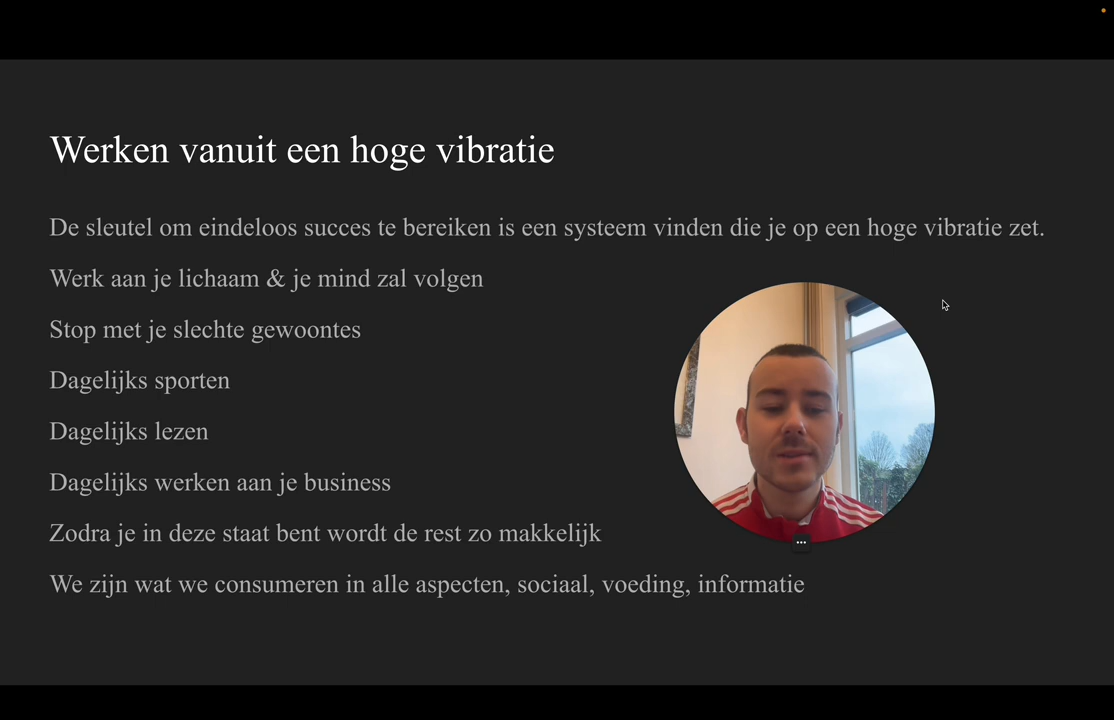 Werken vanuit een hoge vibratie
De sleutel om eindeloos succes te bereiken is een systeem vinden die je op een hoge vibratie zet.
Werk aan je lichaam & je mind zal volgen
Stop met je slechte gewoontes
Dagelijks sporten
Dagelijks lezen
Dagelijks werken aan je business
Zodra je in deze staat bent wordt de rest zo makkelijk
We zijn wat we consumeren in alle aspecten, sociaal, voeding, informatie